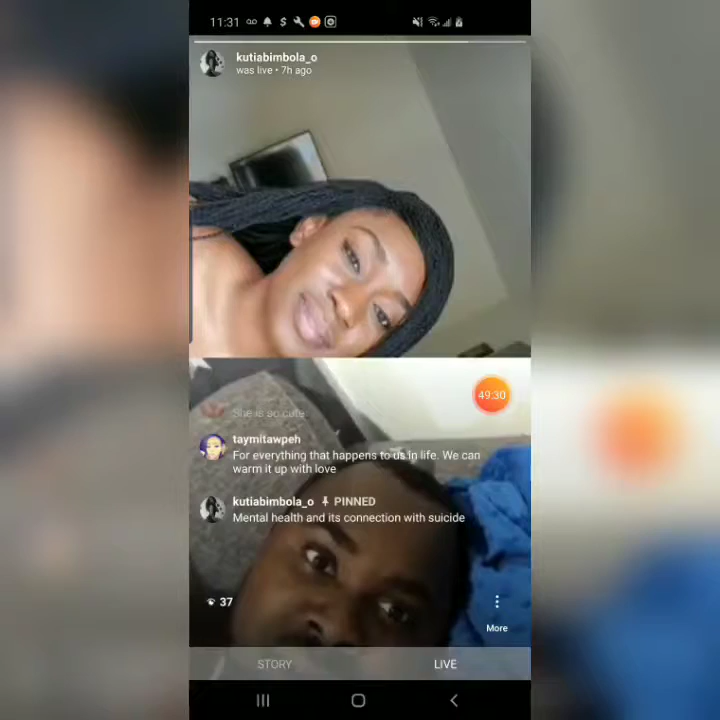 11:31
kutiabimbola_o
was live • 7h ago
49:30
She is so cute
taymitawpeh
For everything that happens to us in life. We can
warm it up with love
kutiabimbola_o PINNED
Mental health and its connection with suicide
37
More
STORY LIVE